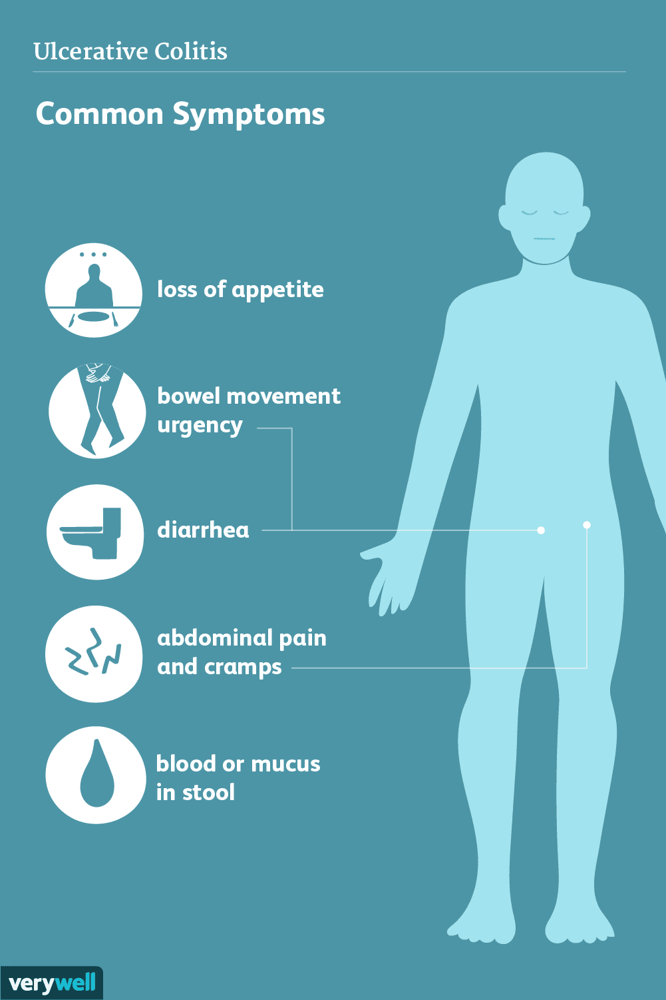 Ulcerative Colitis
Common Symptoms
loss of appetite
bowel movement
urgency
diarrhea
abdominal pain
and cramps
blood or mucus
in stool
verywell